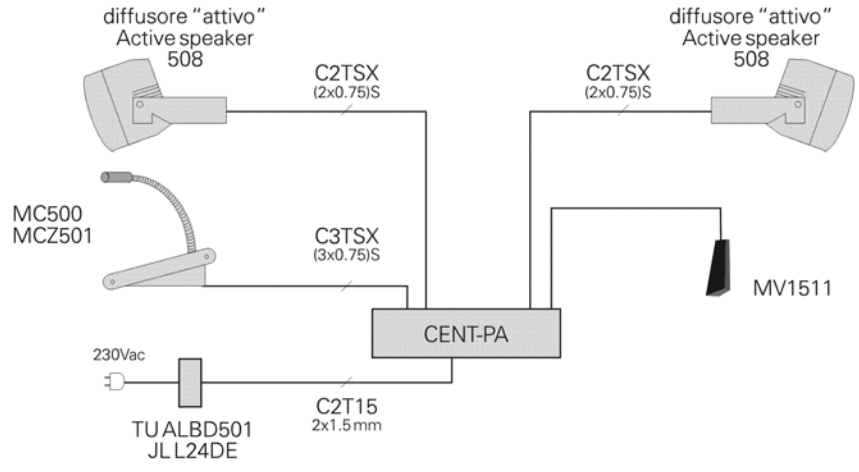 diffusore "attivo"
Active speaker
508
diffusore "attivo"
Active speaker
508
C2TSX
(2x0.75)S
C2TSX
(2x0.75)S
MC500
MCZ501
C3TSX
(3x0.75)S
MV1511
CENT-PA
230Vac
C2T15
2x1.5mm
TU ALBD501
JL L24DE